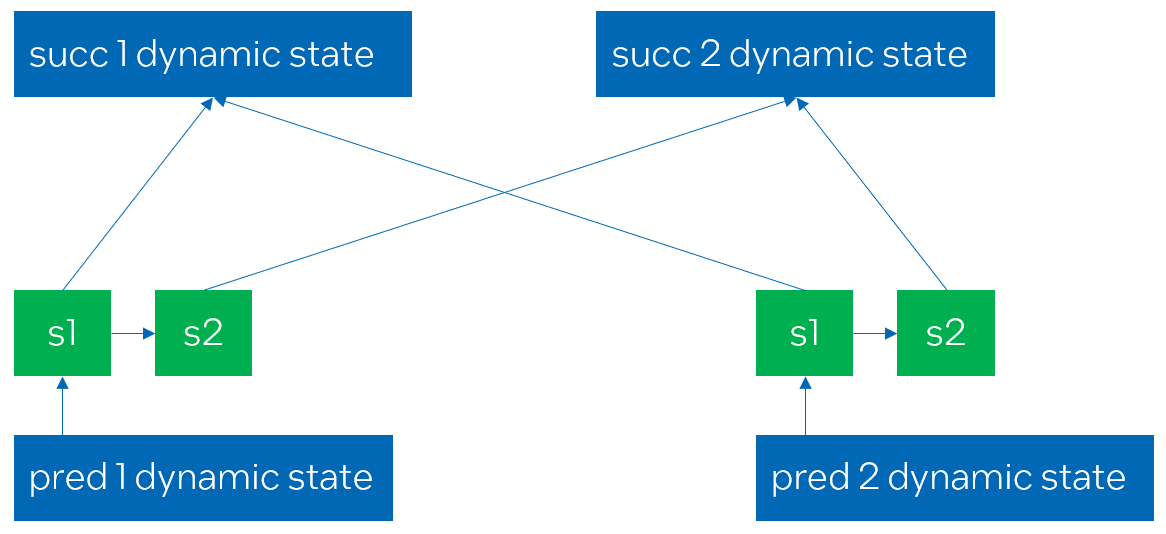 succ 1 dynamic state
succ 2 dynamic state
s1
s2
s1
s2
pred 1 dynamic state
pred 2 dynamic state